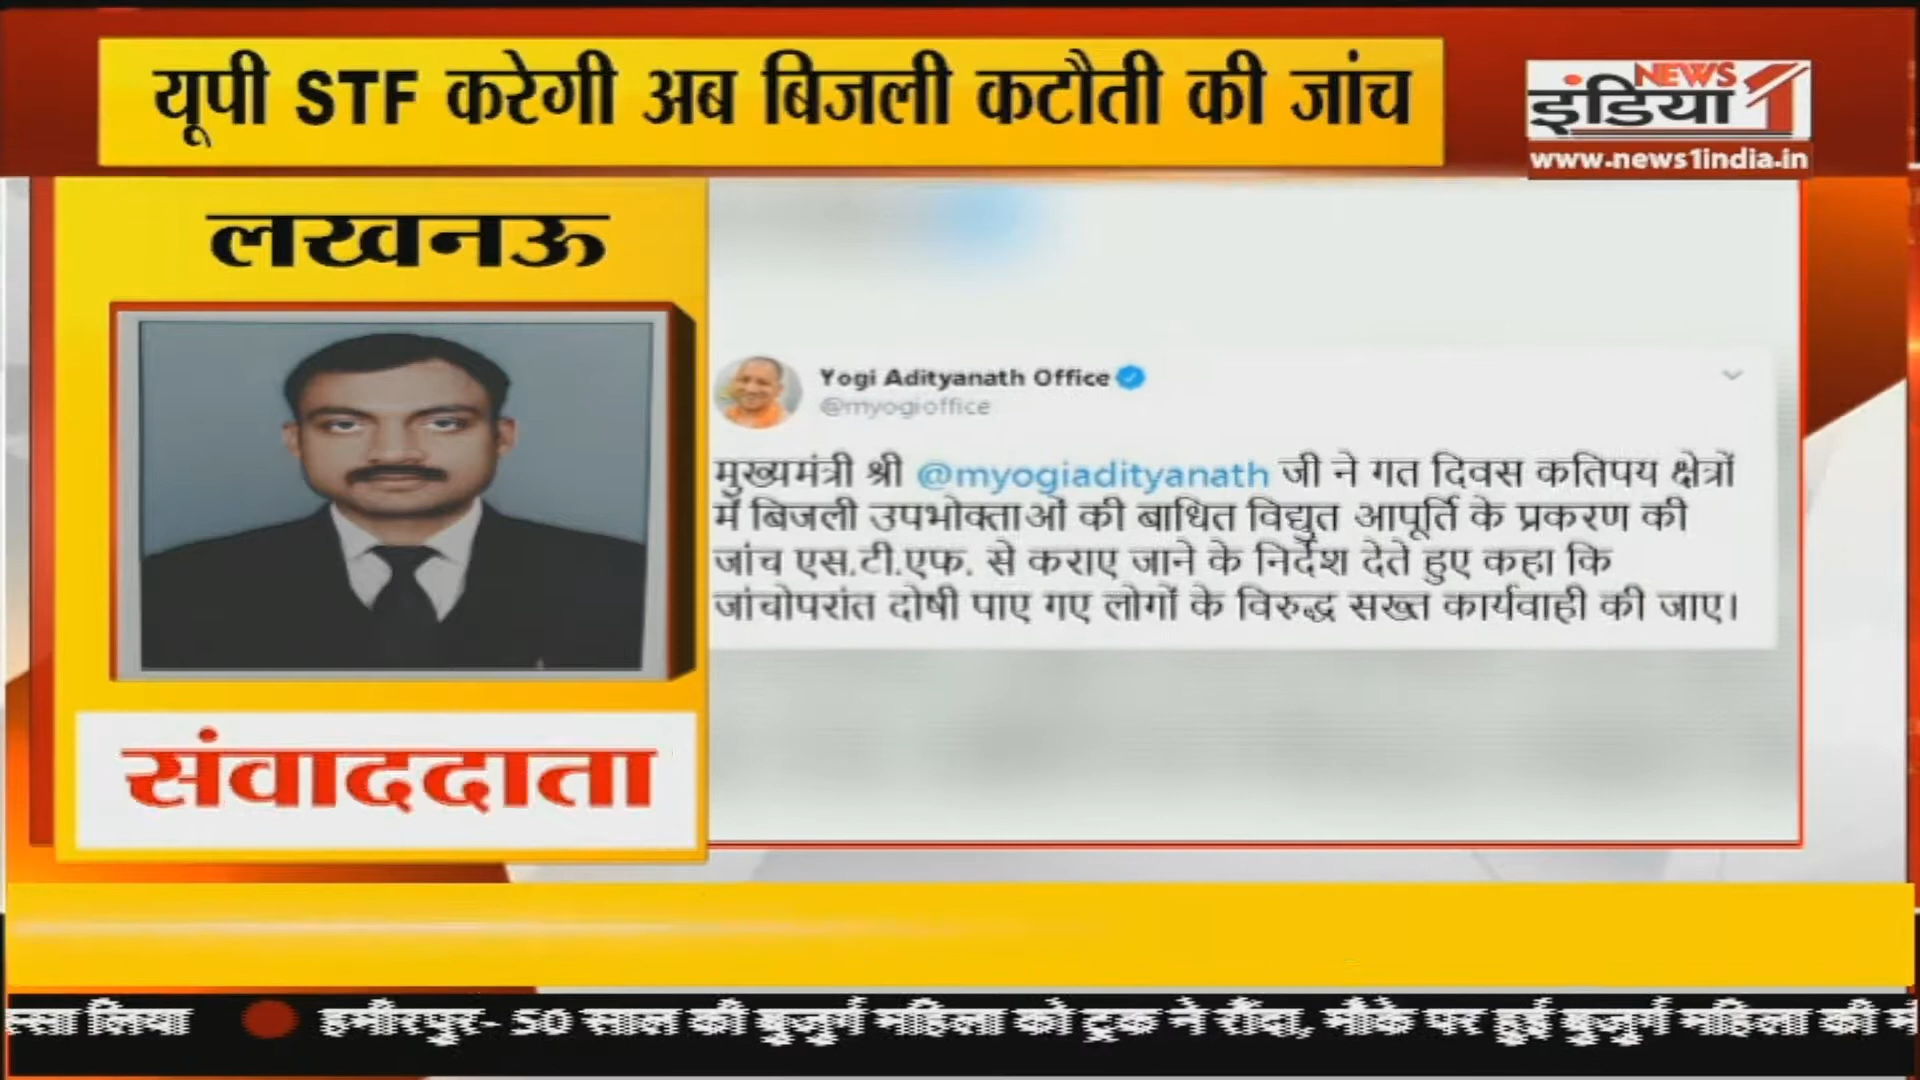 यूपी STF करेगी अब बिजली कटौती की जांच
NEWS
इंडिया 1
www.news1india.in
लखनऊ
संवाददाता
Yogi Adityanath Office
@myogioffice
मुख्यमंत्री श्री @myogiadityanath जी ने गत दिवस कतिपय क्षेत्रों
में बिजली उपभोक्ताओं की बाधित विद्युत आपूर्ति के प्रकरण की
जांच एस.टी.एफ. से कराए जाने के निर्देश देते हुए कहा कि
जांचोपरांत दोषी पाए गए लोगों के विरुद्ध सख्त कार्यवाही की जाए।
लिया हमीरपुर- 50 साल की बुजुर्ग महिला को ट्रक ने रौंदा, मौके पर हुई बुजुर्ग महिला की